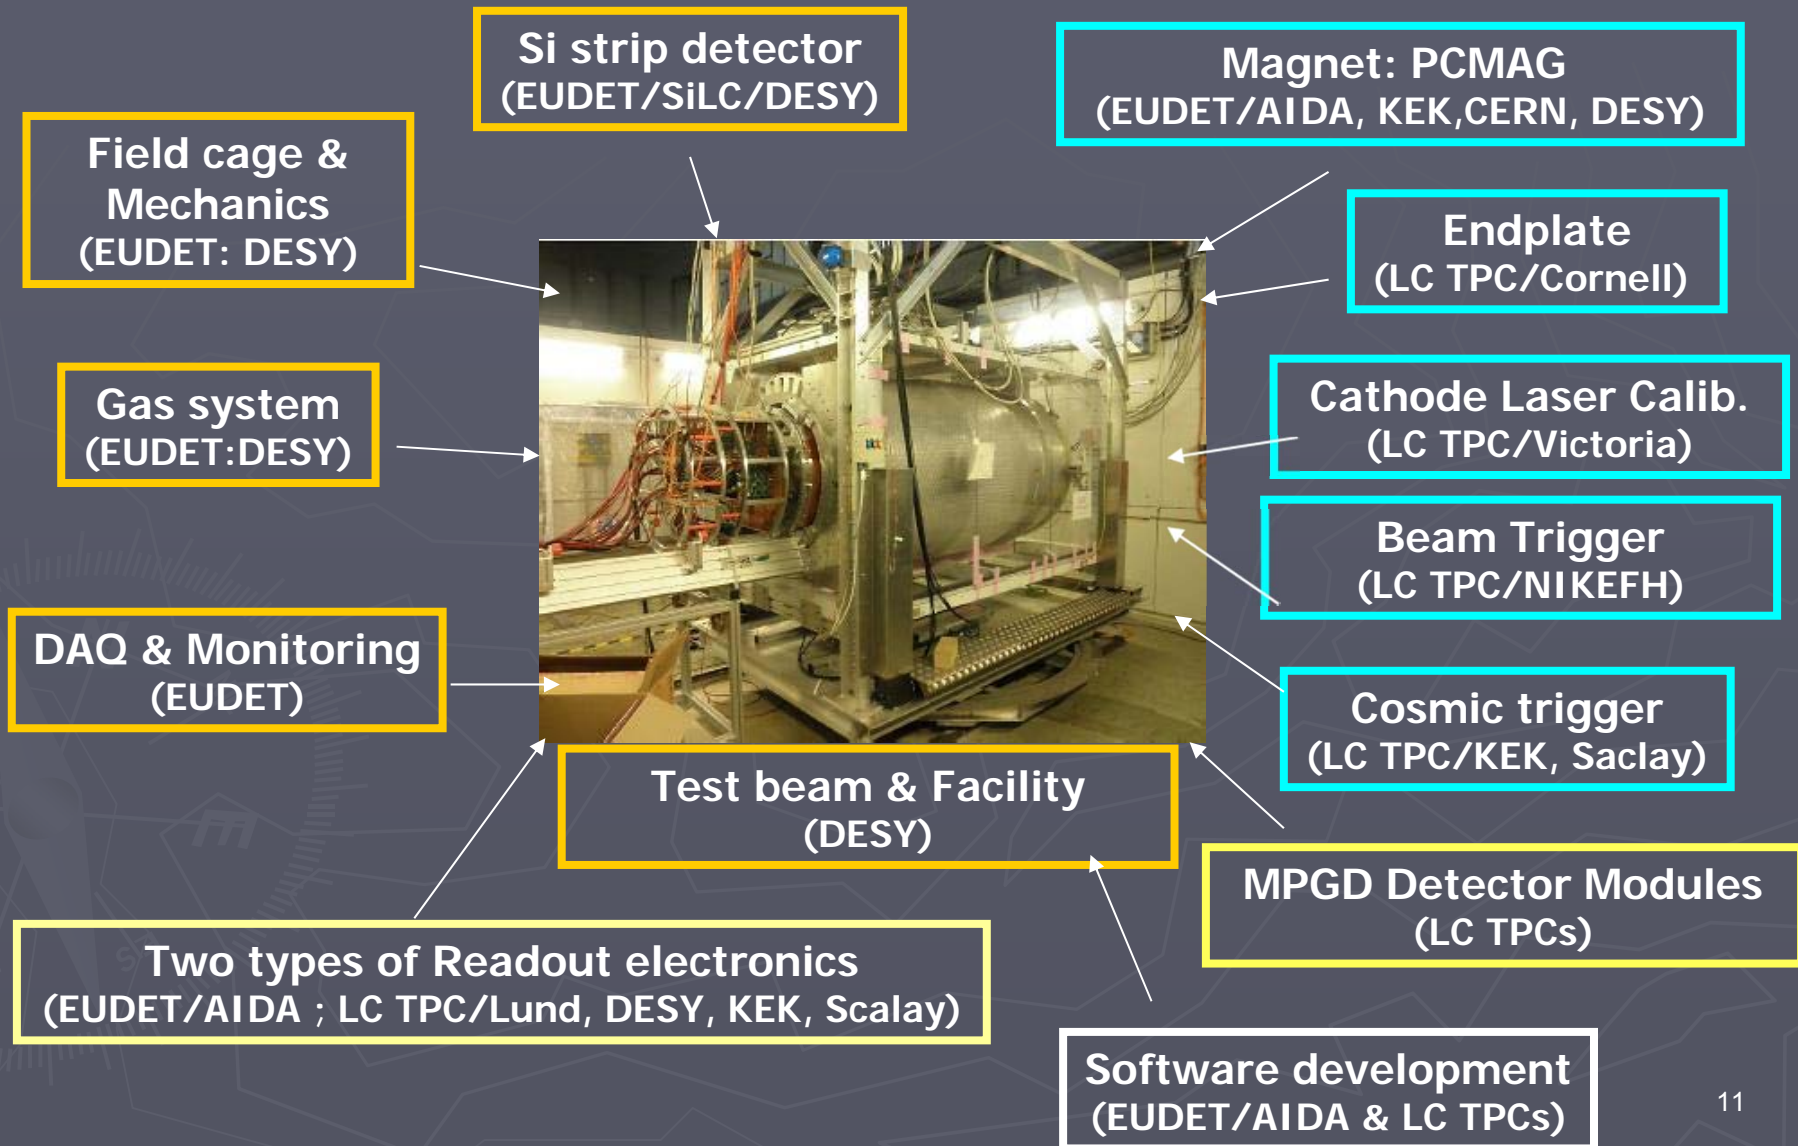 Si strip detector
(EUDET/SiLC/DESY)
Magnet: PCMAG
(EUDET/AIDA, KEK,CERN, DESY)
Field cage &
Mechanics
(EUDET: DESY)
Endplate
(LC TPC/Cornell)
Gas system
(EUDET:DESY)
Cathode Laser Calib.
(LC TPC/Victoria)
Beam Trigger
(LC TPC/NIKEFH)
DAQ & Monitoring
(EUDET)
Cosmic trigger
(LC TPC/KEK, Saclay)
Test beam & Facility
(DESY)
MPGD Detector Modules
(LC TPCs)
Two types of Readout electronics
(EUDET/AIDA ; LC TPC/Lund, DESY, KEK, Scalay)
Software development
(EUDET/AIDA & LC TPCs)
11